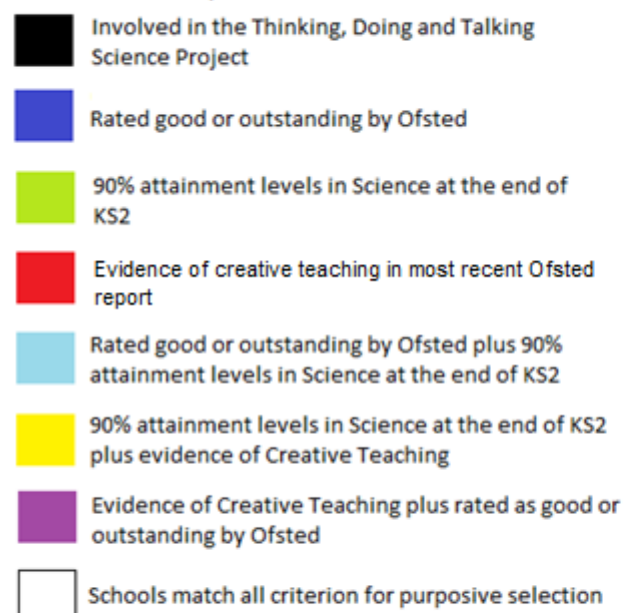 Involved in the Thinking, Doing and Talking
Science Project
Rated good or outstanding by Ofsted
90% attainment levels in Science at the end of
KS2
Evidence of creative teaching in most recent Ofsted
report
Rated good or outstanding by Ofsted plus 90%
attainment levels in Science at the end of KS2
90% attainment levels in Science at the end of KS2
plus evidence of Creative Teaching
Evidence of Creative Teaching plus rated as good or
outstanding by Ofsted
Schools match all criterion for purposive selection